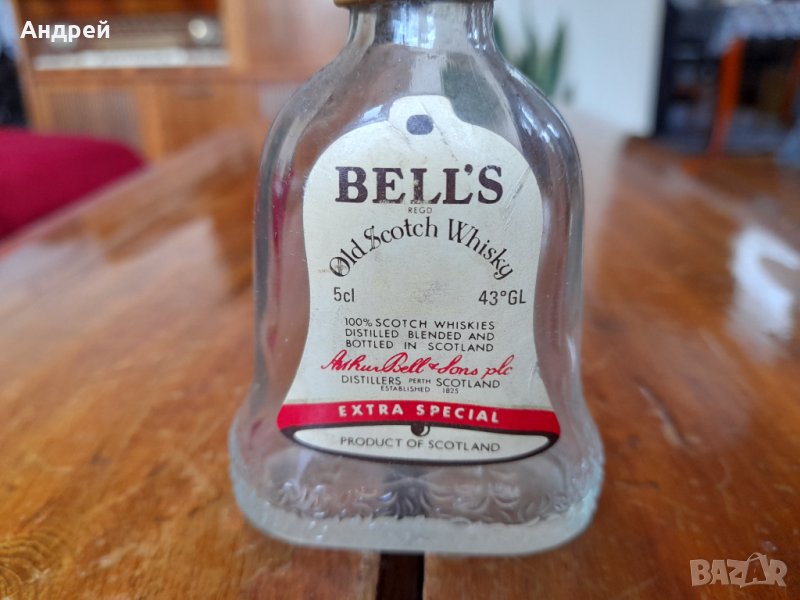 Андрей
BELL'S
REGD
Old Scotch Whisky
5cl 43°GL
100% SCOTCH WHISKIES
DISTILLED BLENDED AND
BOTTLED IN SCOTLAND
Arthur Bell & Sons plc
DISTILLERS PERTH SCOTLAND
ESTABLISHED 1825
EXTRA SPECIAL
PRODUCT OF SCOTLAND
BAZAR